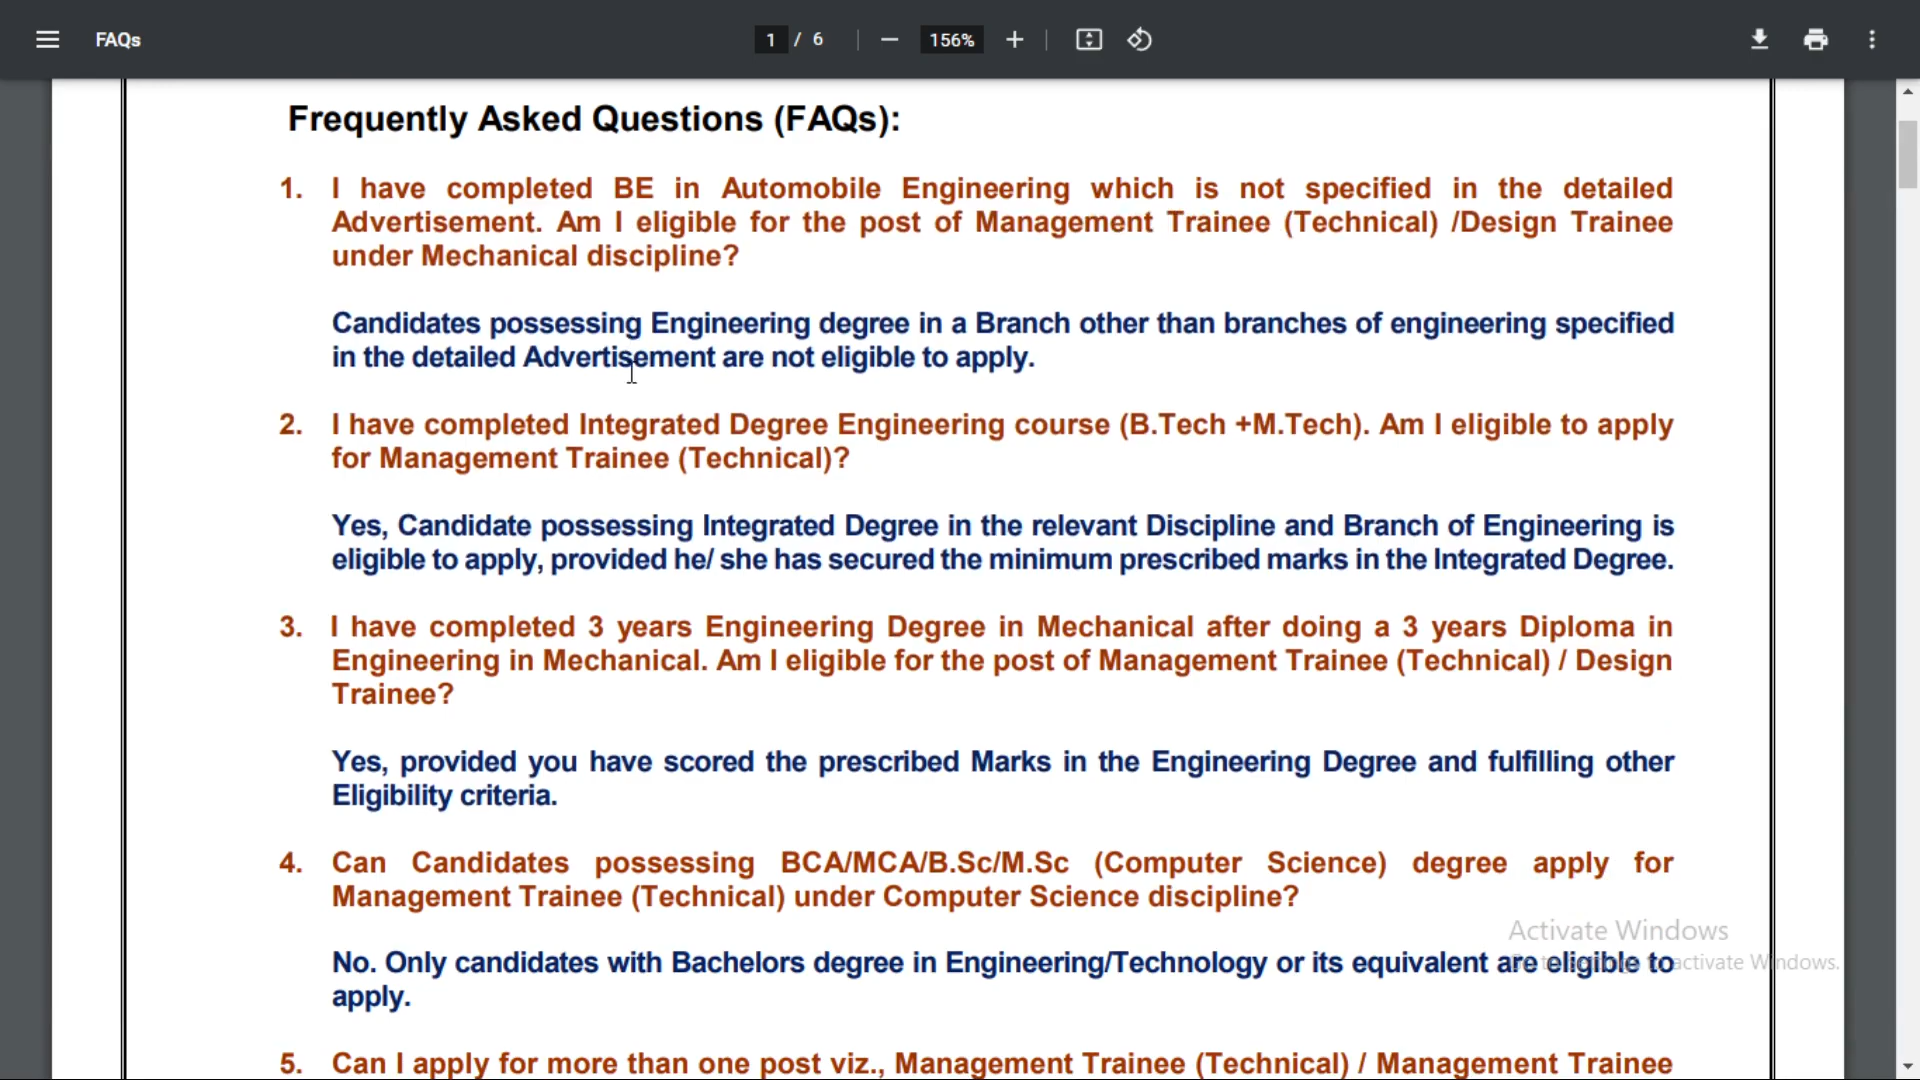 FAQs
1 / 6
156%
Frequently Asked Questions (FAQs):
1. I have completed BE in Automobile Engineering which is not specified in the detailed
Advertisement. Am I eligible for the post of Management Trainee (Technical) /Design Trainee
under Mechanical discipline?
Candidates possessing Engineering degree in a Branch other than branches of engineering specified
in the detailed Advertisement are not eligible to apply.
2. I have completed Integrated Degree Engineering course (B.Tech +M.Tech). Am I eligible to apply
for Management Trainee (Technical)?
Yes, Candidate possessing Integrated Degree in the relevant Discipline and Branch of Engineering is
eligible to apply, provided he/ she has secured the minimum prescribed marks in the Integrated Degree.
3. I have completed 3 years Engineering Degree in Mechanical after doing a 3 years Diploma in
Engineering in Mechanical. Am I eligible for the post of Management Trainee (Technical) / Design
Trainee?
Yes, provided you have scored the prescribed Marks in the Engineering Degree and fulfilling other
Eligibility criteria.
4. Can Candidates possessing BCA/MCA/B.Sc/M.Sc (Computer Science) degree apply for
Management Trainee (Technical) under Computer Science discipline?
No. Only candidates with Bachelors degree in Engineering/Technology or its equivalent are eligible to
apply.
Activate Windows
Go to Settings to activate Windows.
5. Can I apply for more than one post viz., Management Trainee (Technical) / Management Trainee